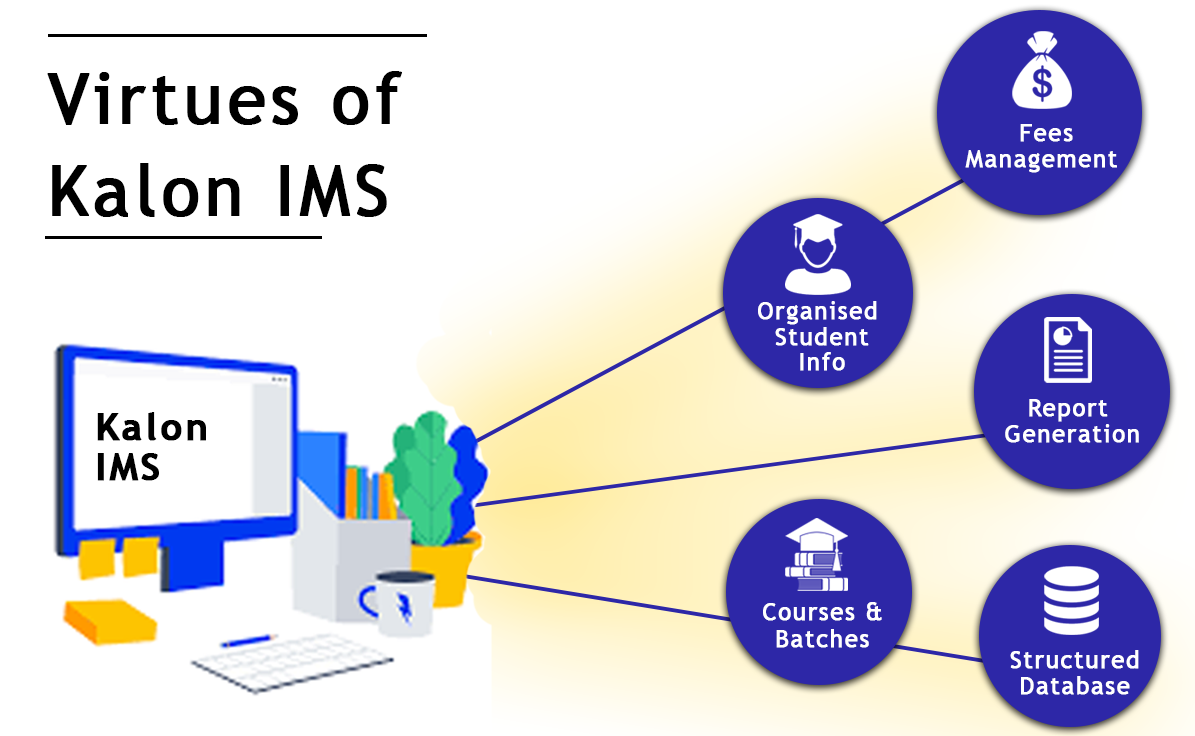 Virtues of
Kalon IMS
Kalon
IMS
$
Fees
Management
Organised
Student
Info
Report
Generation
Courses &
Batches
Structured
Database